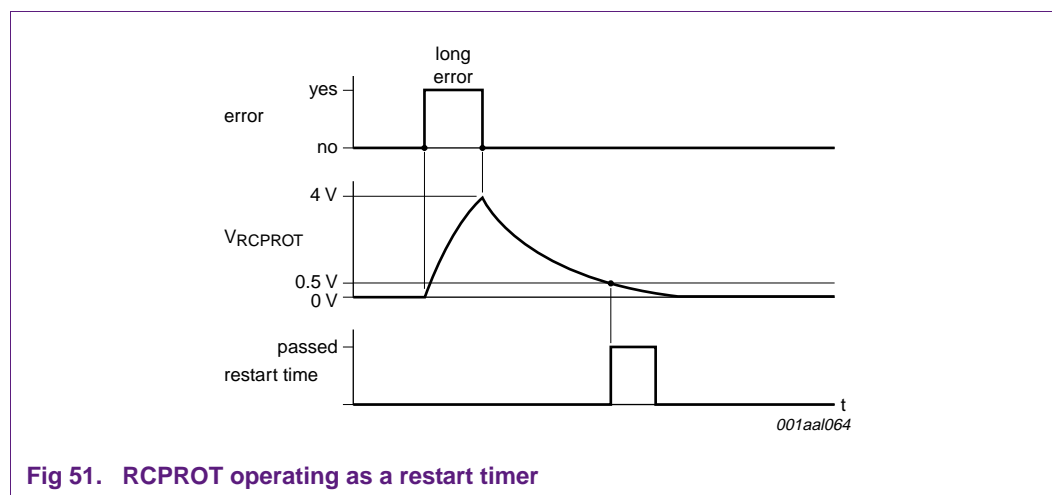 long
error
yes
error
no
4 V
VRCPROT
0.5 V
0 V
passed
restart time
t
001aal064
Fig 51. RCPROT operating as a restart timer